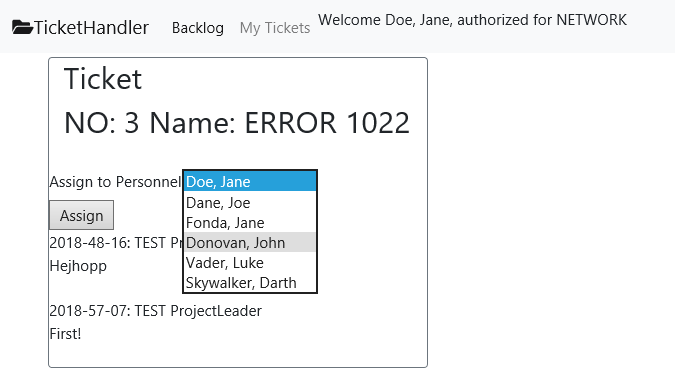 TicketHandler Backlog My Tickets Welcome Doe, Jane, authorized for NETWORK
Ticket
NO: 3 Name: ERROR 1022
Assign to Personnel Doe, Jane
Dane, Joe
Assign Fonda, Jane
2018-48-16: TEST Pr Donovan, John
Hejhopp Vader, Luke
Skywalker, Darth
2018-57-07: TEST ProjectLeader
First!